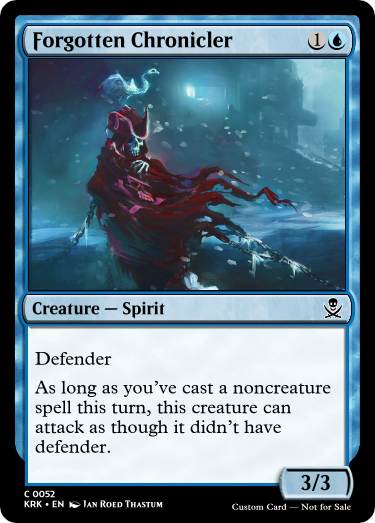 Forgotten Chronicler 1
Creature — Spirit
Defender
As long as you've cast a noncreature
spell this turn, this creature can
attack as though it didn't have
defender.
3/3
C 0052
KRK • EN Jan Roed Thastum
Custom Card — Not for Sale